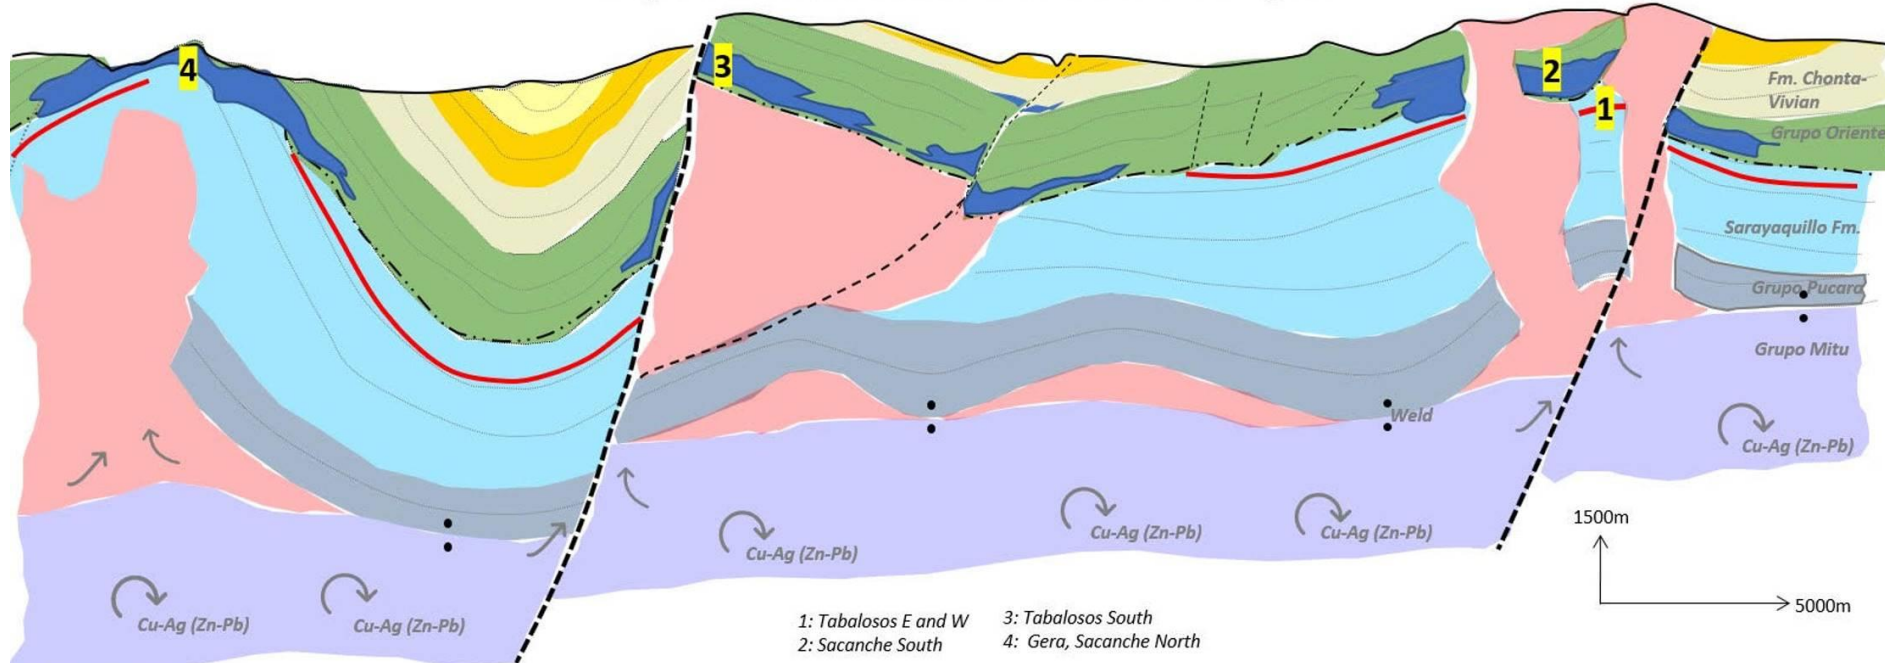 4
3
2
1
Fm. Chonta-
Vivian
Grupo Oriente
Sarayaquillo Fm.
Grupo Pucara
Grupo Mitu
Weld
Cu-Ag (Zn-Pb)
Cu-Ag (Zn-Pb)
Cu-Ag (Zn-Pb)
Cu-Ag (Zn-Pb)
Cu-Ag (Zn-Pb)
Cu-Ag (Zn-Pb)
1500m
5000m
1: Tabalosos E and W
2: Sacanche South
3: Tabalosos South
4: Gera, Sacanche North